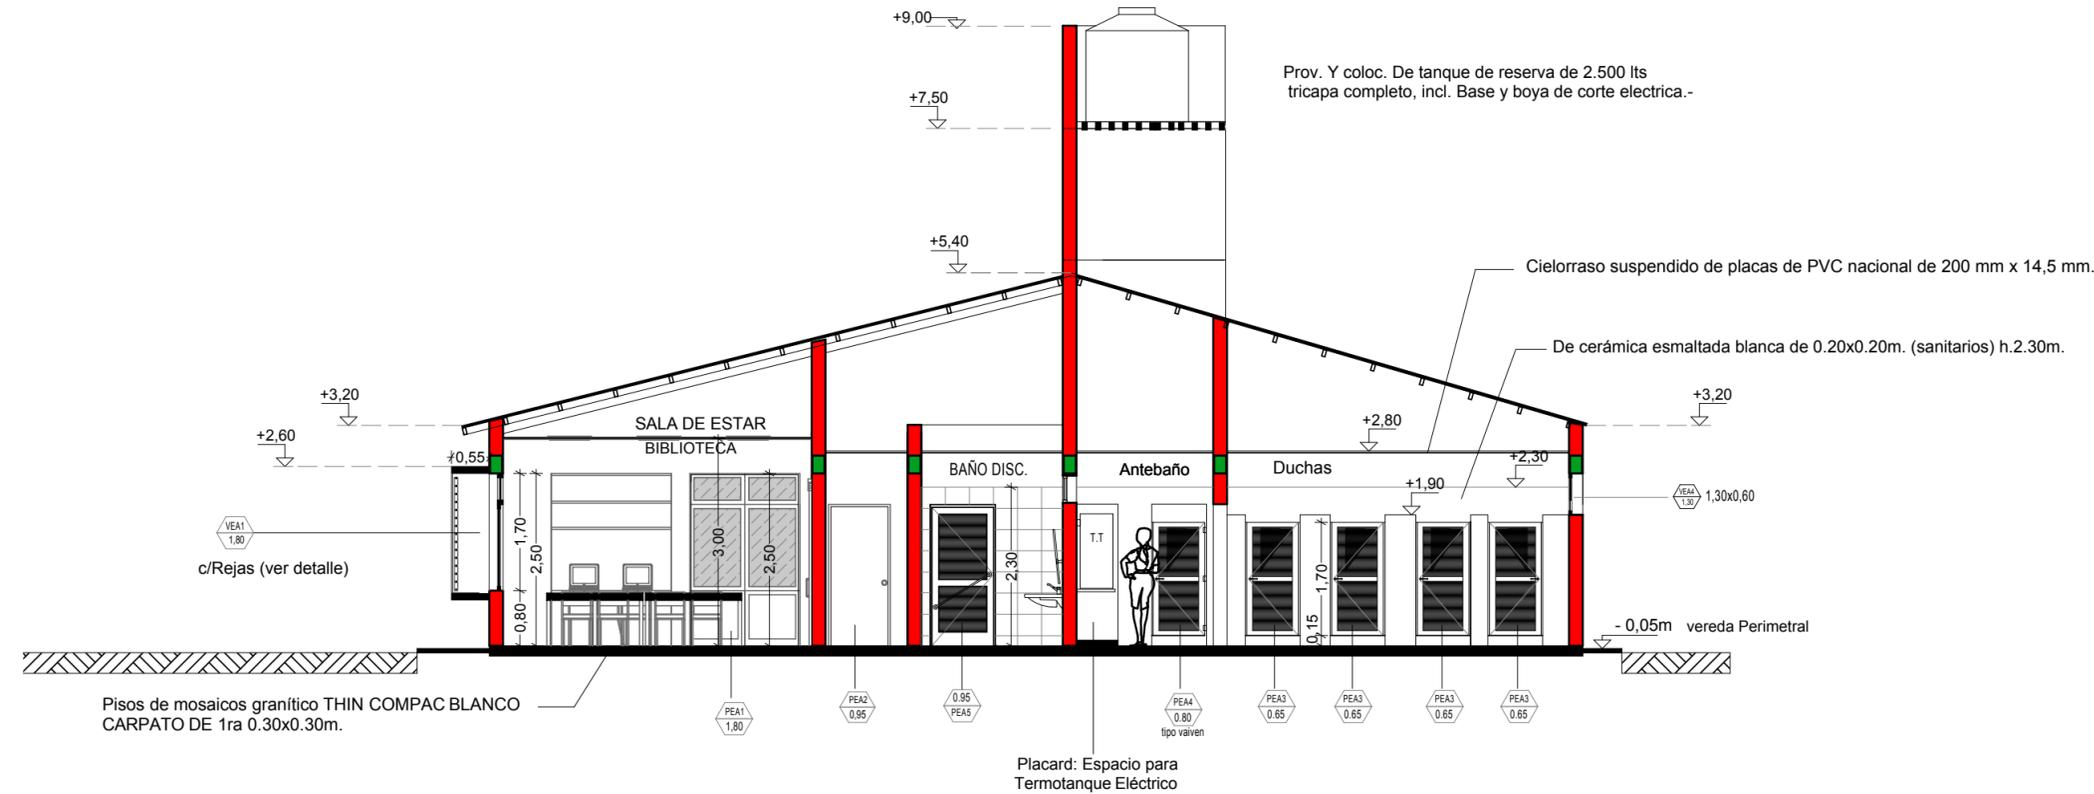 +9,00
Prov. Y coloc. De tanque de reserva de 2.500 lts
tricapa completo, incl. Base y boya de corte electrica.-
+7,50
+5,40
Cielorraso suspendido de placas de PVC nacional de 200 mm x 14,5 mm.
De cerámica esmaltada blanca de 0.20x0.20m. (sanitarios) h.2.30m.
+3,20
+3,20
SALA DE ESTAR
+2,80
+2,60
BIBLIOTECA
0,55
BAÑO DISC.
Antebaño
Duchas
+2,30
+1,90
VEA4
1,30
1,30x0,60
VEA1
1,80
1,70
2,50
3,00
2,50
2,30
T.T
1,70
c/Rejas (ver detalle)
0,80
0,15
- 0,05m
vereda Perimetral
Pisos de mosaicos granítico THIN COMPAC BLANCO
CARPATO DE 1ra 0.30x0.30m.
PEA1
1,80
PEA2
0,95
0.95
PEA5
PEA4
0.80
tipo vaiven
PEA3
0.65
PEA3
0.65
PEA3
0.65
PEA3
0.65
Placard: Espacio para
Termotanque Eléctrico